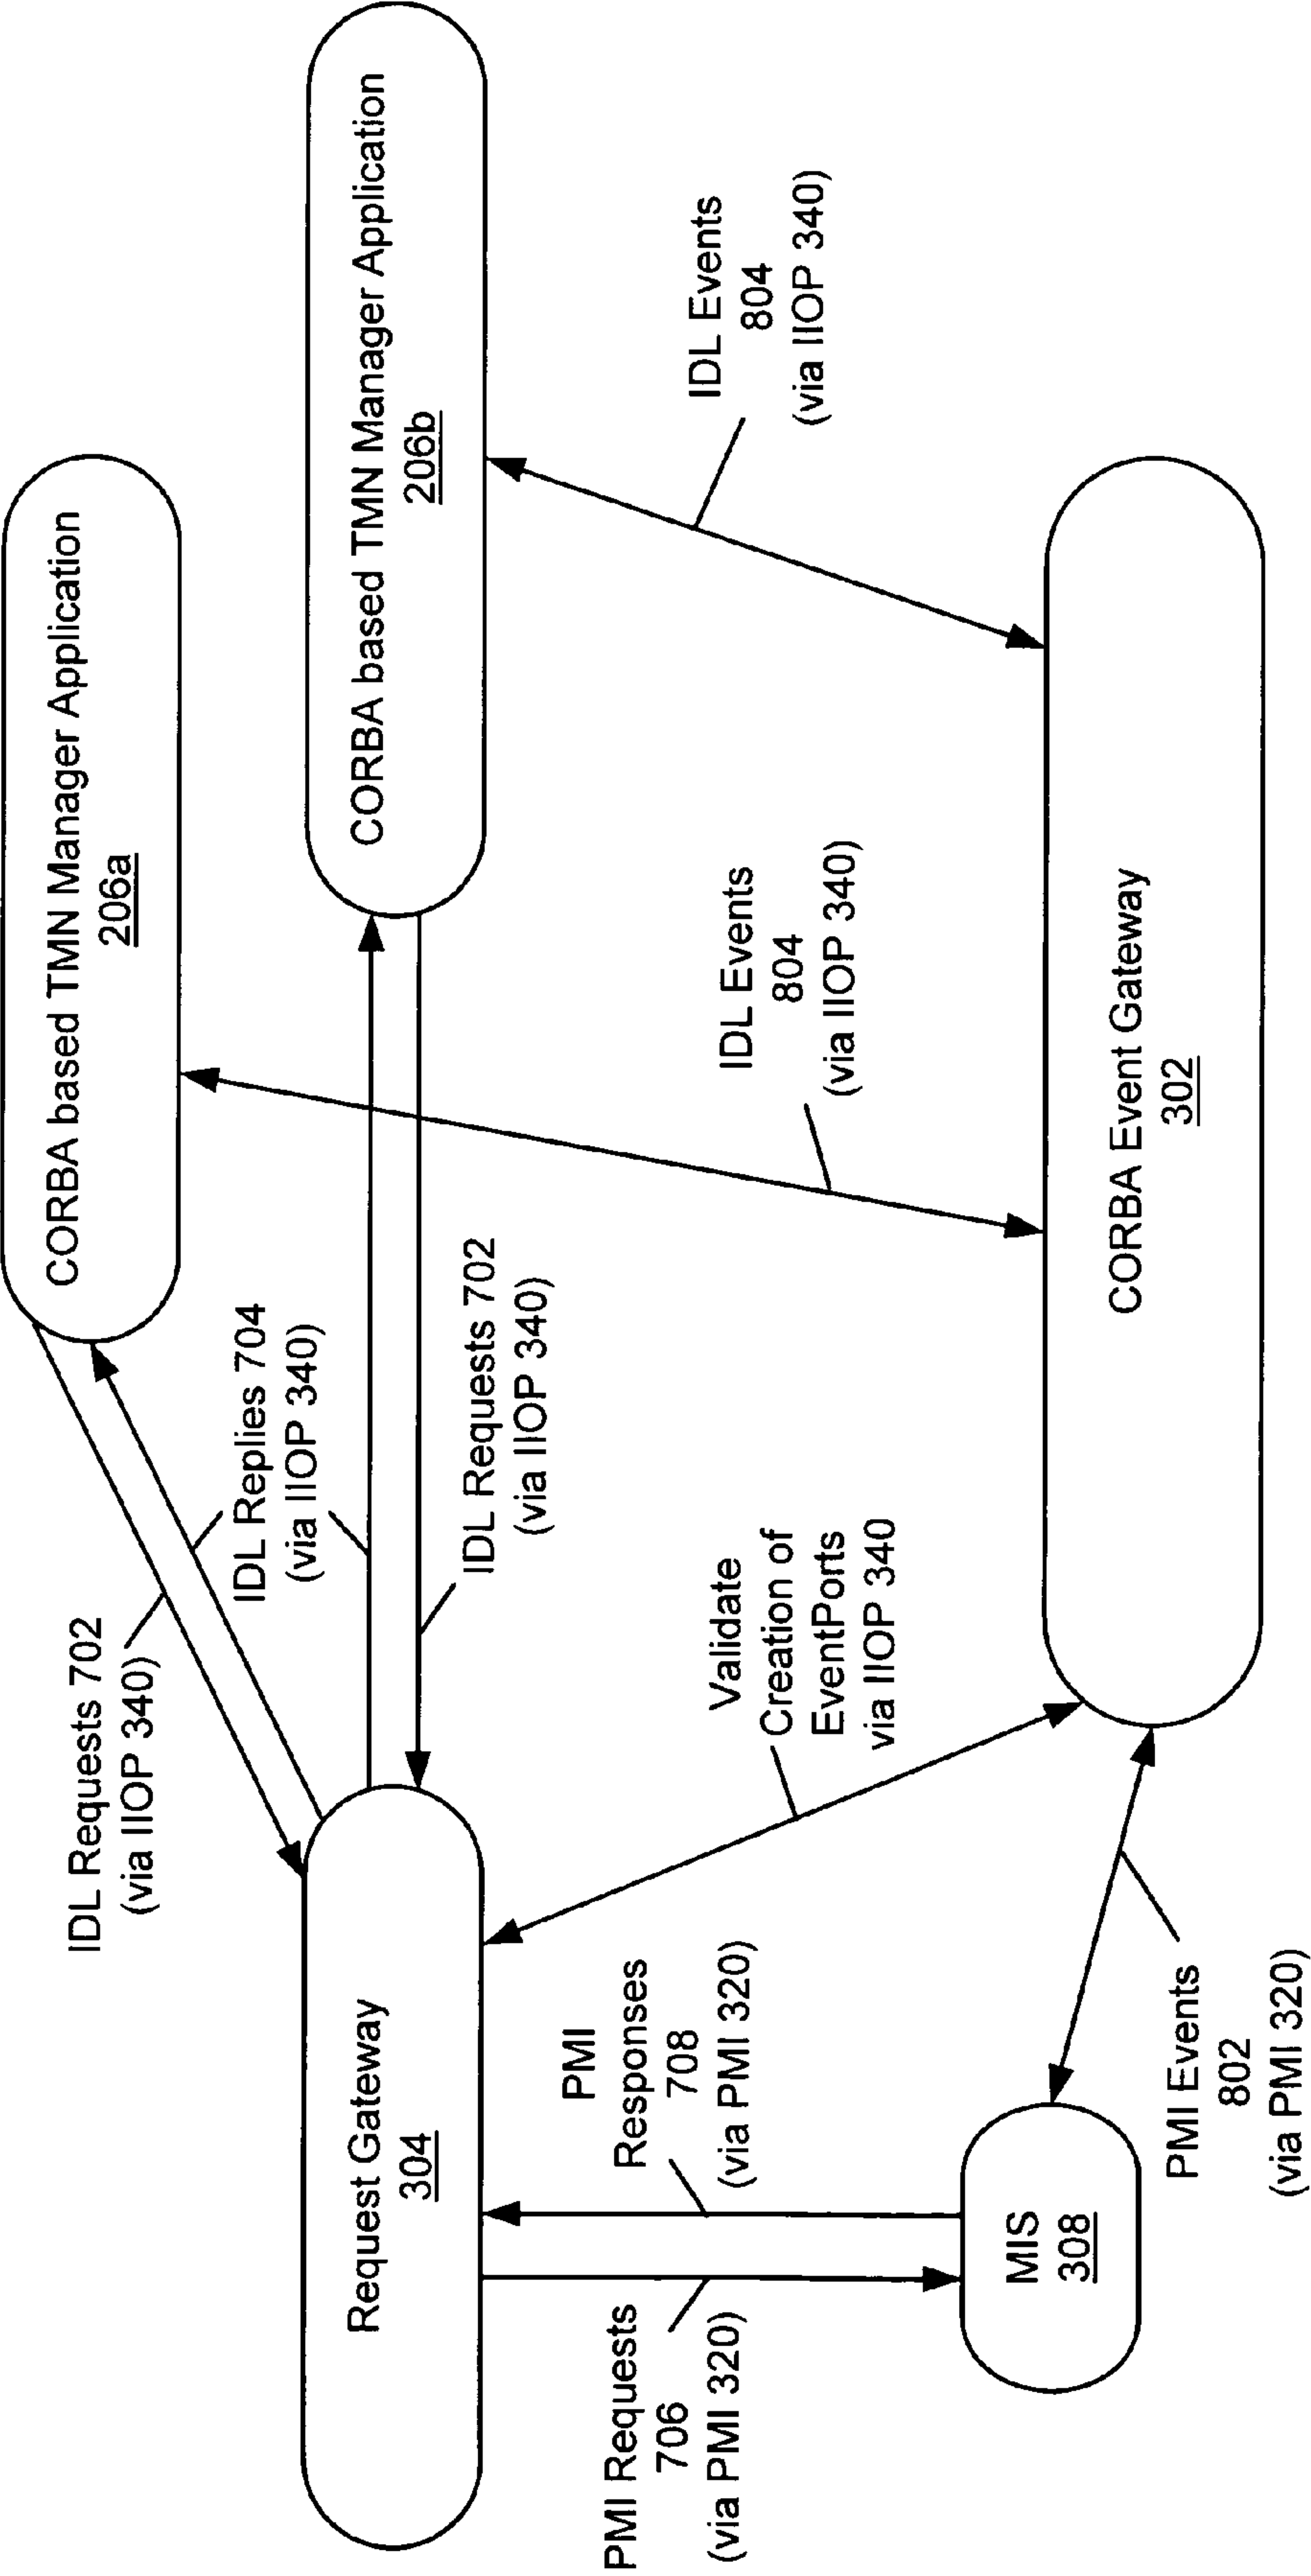 CORBA based TMN Manager Application
206a
IDL Requests 702
(via IIOP 340)
IDL Replies 704
(via IIOP 340)
CORBA based TMN Manager Application
206b
Request Gateway
304
IDL Requests 702
(via IIOP 340)
PMI Requests
706
(via PMI 320)
PMI
Responses
708
(via PMI 320)
Validate
Creation of
EventPorts
via IIOP 340
IDL Events
804
(via IIOP 340)
IDL Events
804
(via IIOP 340)
MIS
308
PMI Events
802
(via PMI 320)
CORBA Event Gateway
302